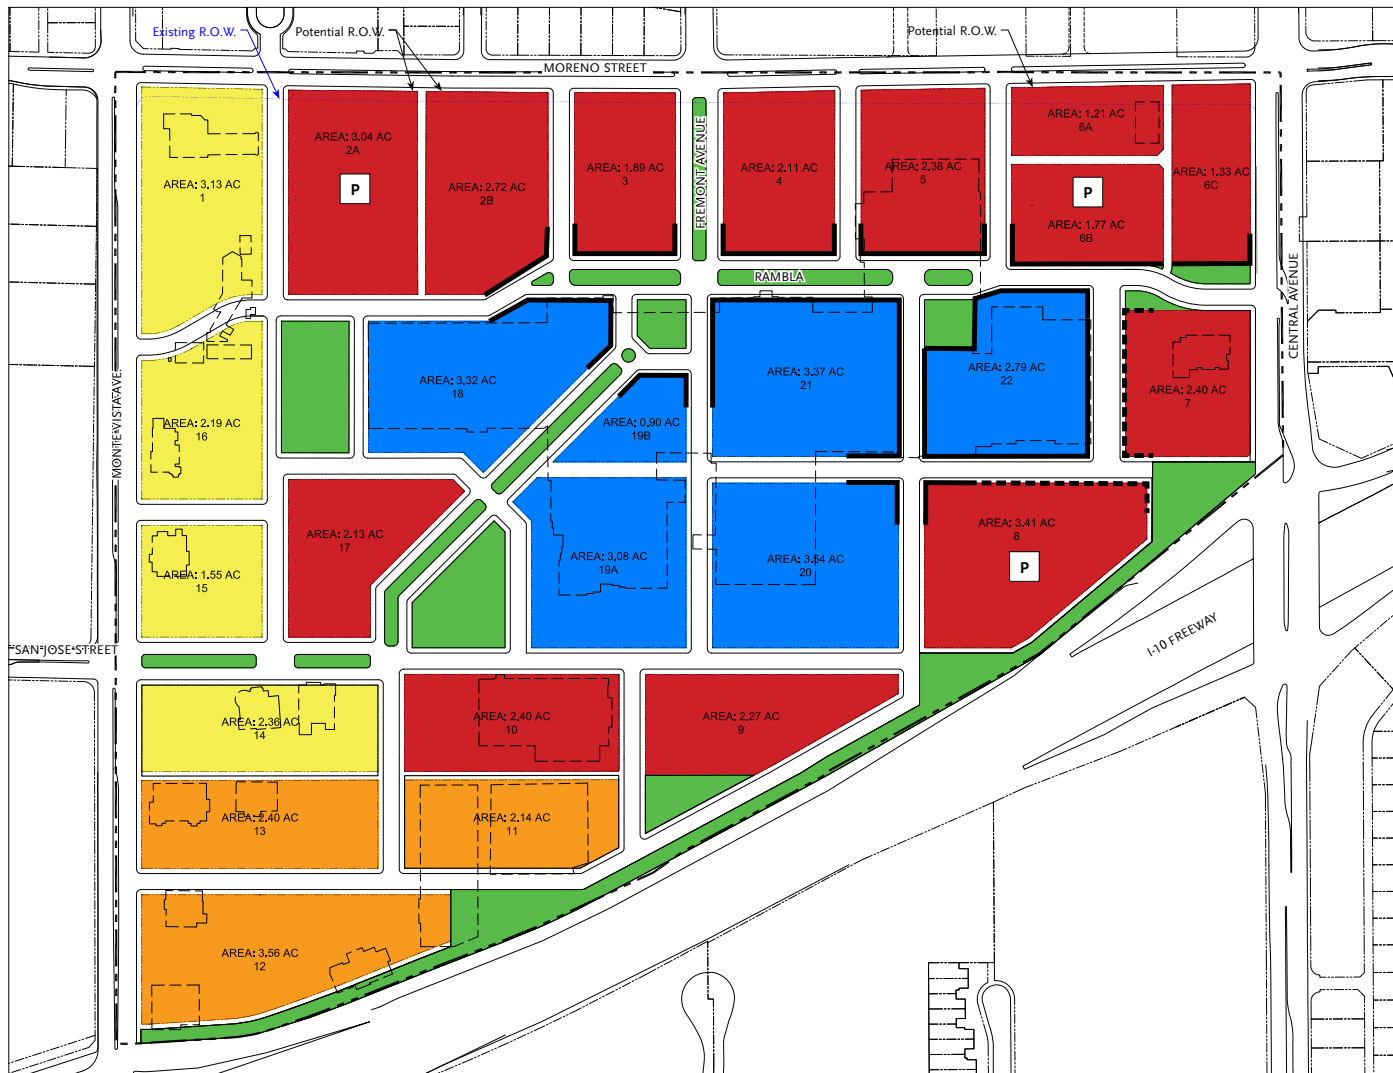 Existing R.O.W.
Potential R.O.W.
Potential R.O.W.
MORENO STREET
AREA: 3.13 AC
1
AREA: 3.04 AC
2A
P
AREA: 2.72 AC
2B
AREA: 1.89 AC
3
FREMONT AVENUE
AREA: 2.11 AC
4
AREA: 2.38 AC
5
AREA: 1.21 AC
6A
P
AREA: 1.77 AC
6B
AREA: 1.33 AC
6C
RAMBLA
CENTRAL AVENUE
MONTE VISTA AVE.
AREA: 2.19 AC
16
AREA: 3.32 AC
18
AREA: 0.90 AC
19B
AREA: 3.37 AC
21
AREA: 2.79 AC
22
AREA: 2.40 AC
7
AREA: 1.55 AC
15
AREA: 2.13 AC
17
AREA: 3.08 AC
19A
AREA: 3.54 AC
20
AREA: 3.41 AC
8
P
I-10 FREEWAY
SAN JOSE STREET
AREA: 2.36 AC
14
AREA: 2.40 AC
10
AREA: 2.27 AC
9
AREA: 2.40 AC
13
AREA: 2.14 AC
11
AREA: 3.56 AC
12